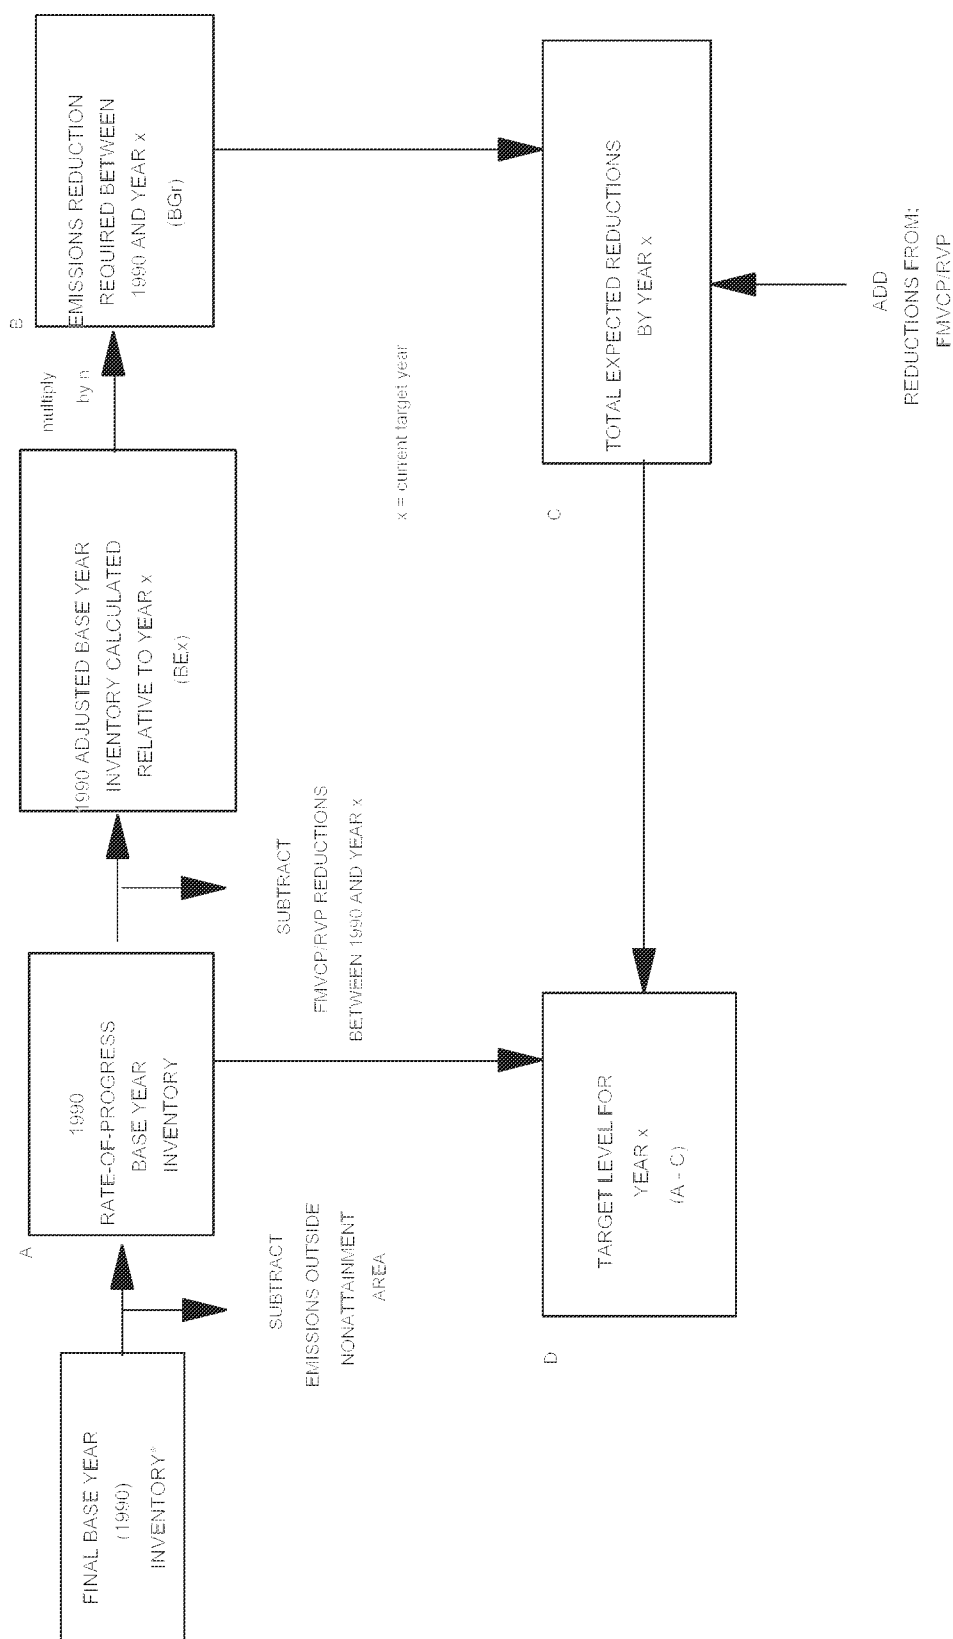 FINAL BASE YEAR
(1990)
INVENTORY*
SUBTRACT
EMISSIONS OUTSIDE
NONATTAINMENT
AREA
A
1990
RATE-OF-PROGRESS
BASE YEAR
INVENTORY
SUBTRACT
FMVCP/RVP REDUCTIONS
BETWEEN 1990 AND YEAR x
1990 ADJUSTED BASE YEAR
INVENTORY CALCULATED
RELATIVE TO YEAR x
(BEx)
multiply
by n
B
EMISSIONS REDUCTION
REQUIRED BETWEEN
1990 AND YEAR x
(BGr)
x = current target year
D
TARGET LEVEL FOR
YEAR x
(A - C)
C
TOTAL EXPECTED REDUCTIONS
BY YEAR x
ADD
REDUCTIONS FROM:
FMVCP/RVP